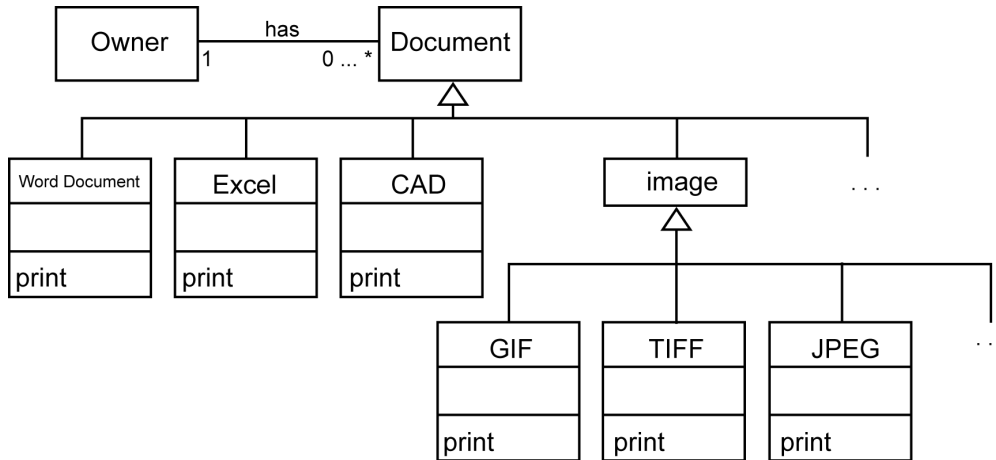 Owner
has
Document
1
0 ... *
Word Document
Excel
CAD
image
. . .
print
print
print
GIF
TIFF
JPEG
. .
print
print
print